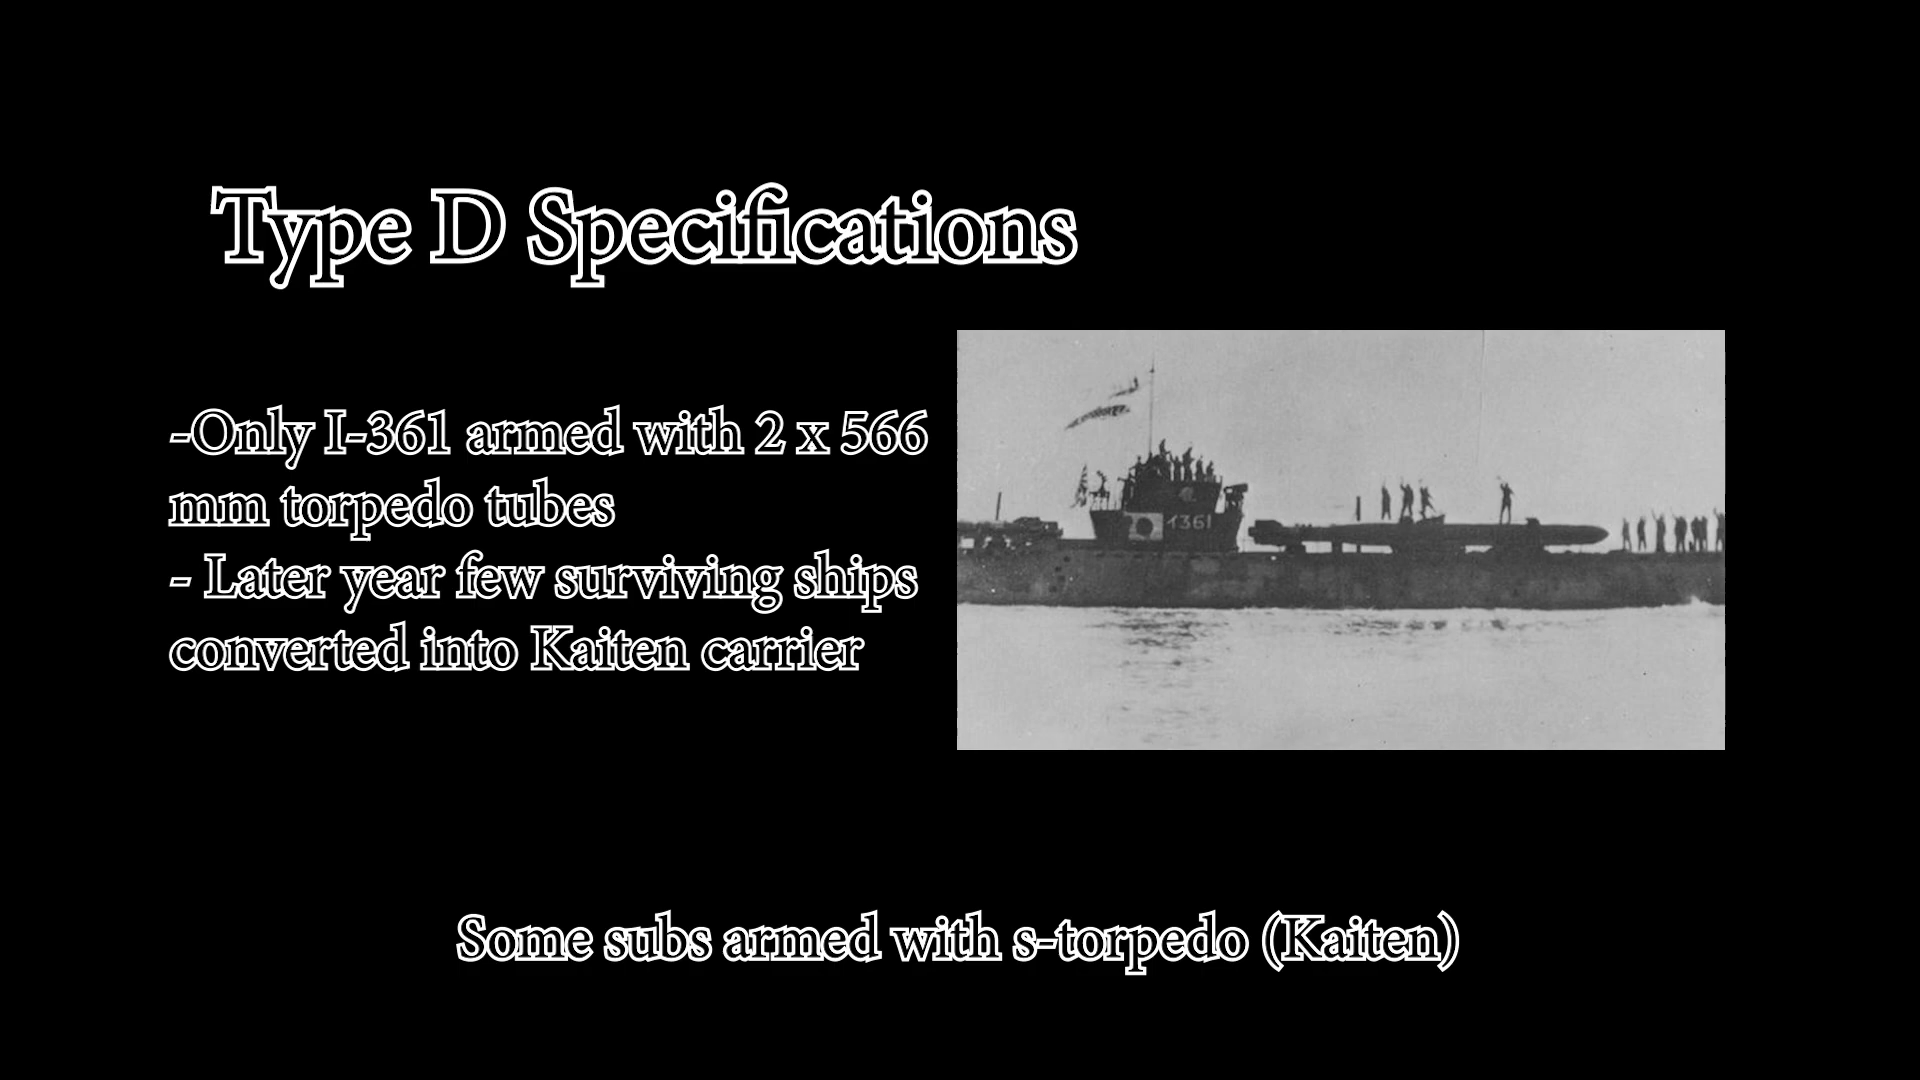 Type D Specifications
-Only I-361 armed with 2 x 566
mm torpedo tubes
- Later year few surviving ships
converted into Kaiten carrier
1361
Some subs armed with s-torpedo (Kaiten)